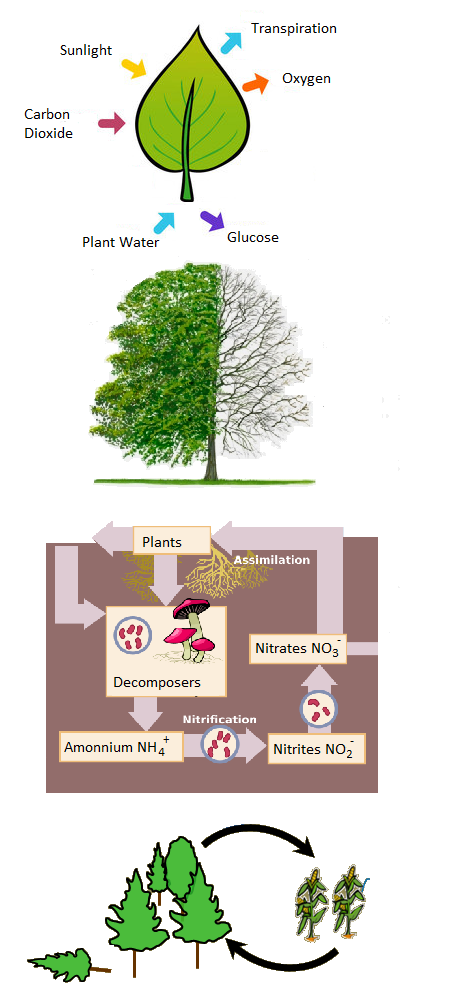 Transpiration
Sunlight
Oxygen
Carbon
Dioxide
Plant Water
Glucose
Plants
Assimilation
Nitrates NO3-
Decomposers
Nitrification
Amonnium NH4+
Nitrites NO2-